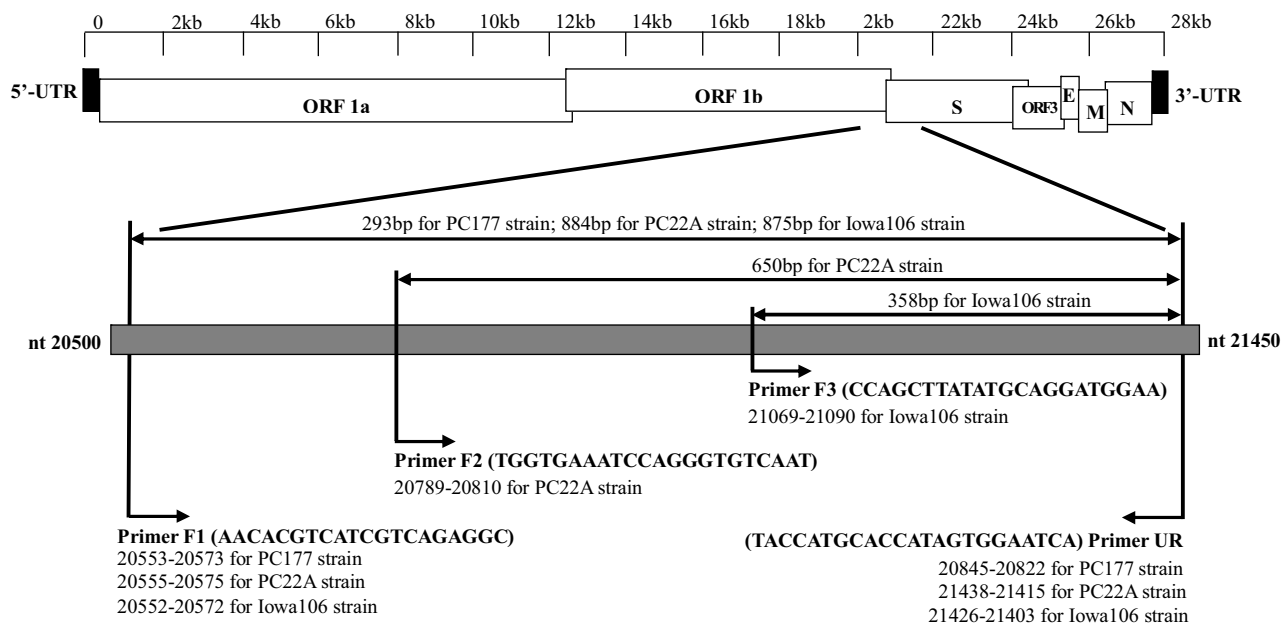 0 2kb 4kb 6kb 8kb 10kb 12kb 14kb 16kb 18kb 2kb 22kb 24kb 26kb 28kb
5’-UTR ORF 1a ORF 1b S ORF3 E M N 3’-UTR
293bp for PC177 strain; 884bp for PC22A strain; 875bp for Iowa106 strain
650bp for PC22A strain
358bp for Iowa106 strain
nt 20500 nt 21450
Primer F3 (CCAGCTTATATGCAGGATGGAA)
21069-21090 for Iowa106 strain
Primer F2 (TGGTGAAATCCAGGGTGTCAAT)
20789-20810 for PC22A strain
Primer F1 (AACACGTCATCGTCAGAGGC)
20553-20573 for PC177 strain
20555-20575 for PC22A strain
20552-20572 for Iowa106 strain
(TACCATGCACCATAGTGGAATCA) Primer UR
20845-20822 for PC177 strain
21438-21415 for PC22A strain
21426-21403 for Iowa106 strain